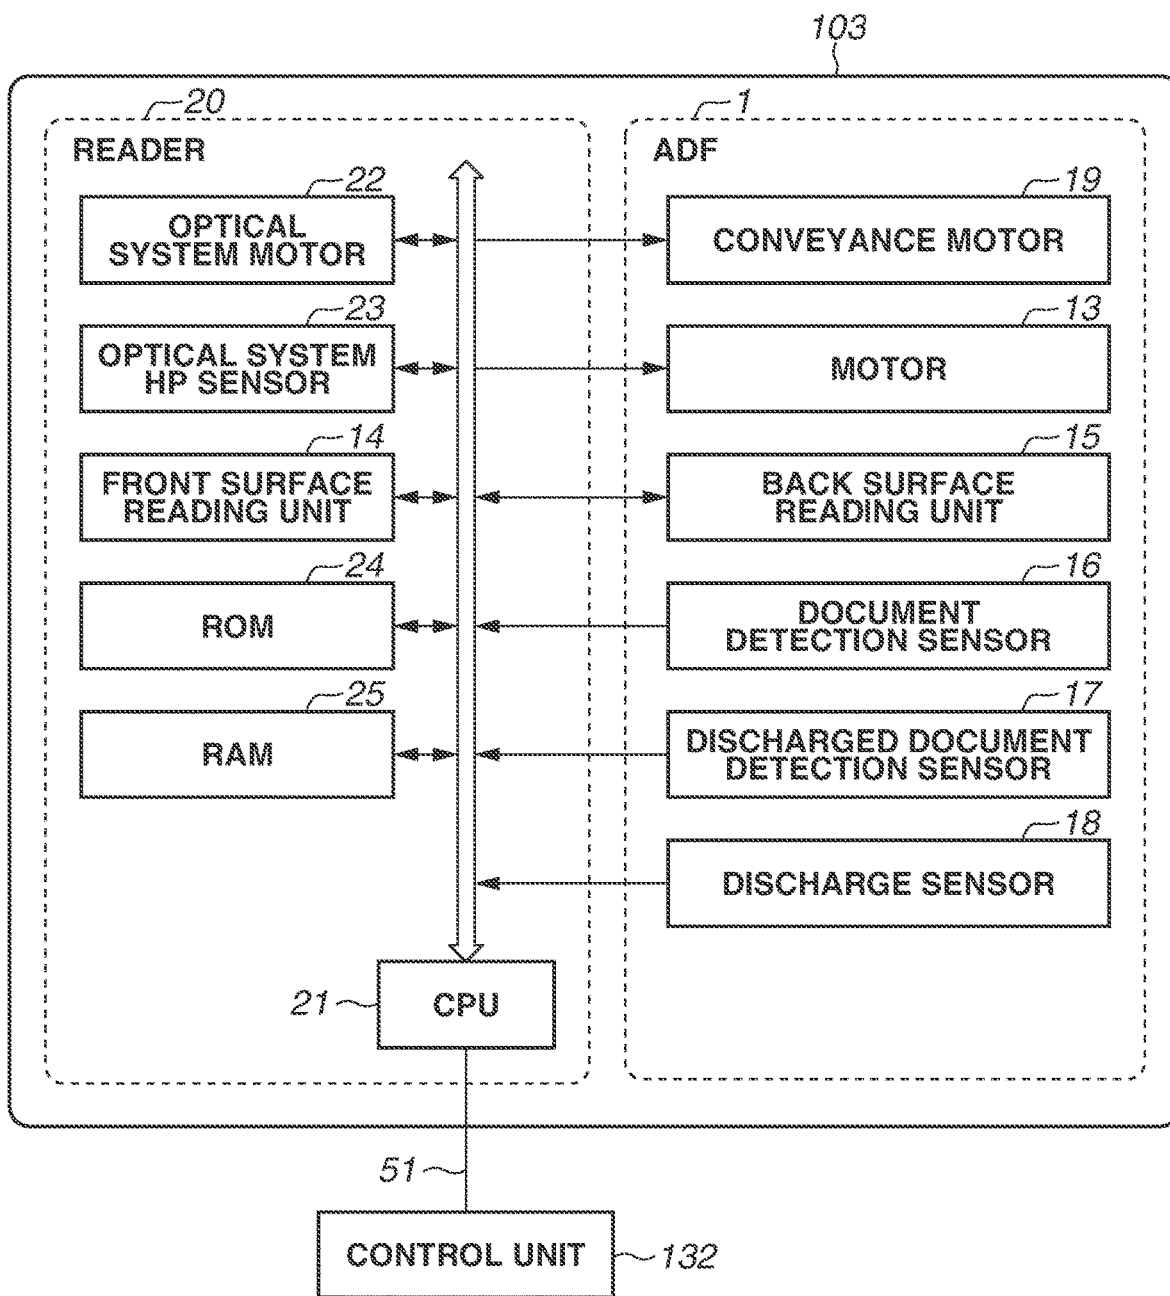 103
20
READER
22
OPTICAL
SYSTEM MOTOR
23
OPTICAL SYSTEM
HP SENSOR
14
FRONT SURFACE
READING UNIT
24
ROM
25
RAM
21
CPU
1
ADF
19
CONVEYANCE MOTOR
13
MOTOR
15
BACK SURFACE
READING UNIT
16
DOCUMENT
DETECTION SENSOR
17
DISCHARGED DOCUMENT
DETECTION SENSOR
18
DISCHARGE SENSOR
51
CONTROL UNIT
132